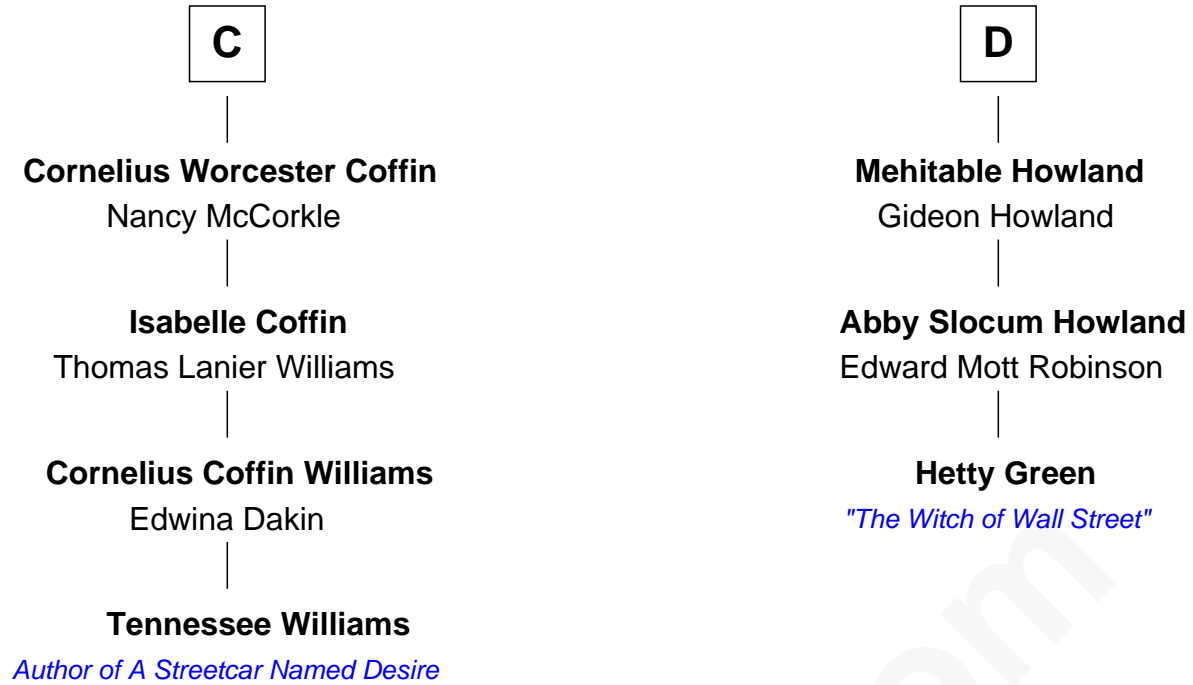 C
Cornelius Worcester Coffin
Nancy McCorkle
Isabelle Coffin
Thomas Lanier Williams
Cornelius Coffin Williams
Edwina Dakin
Tennessee Williams
Author of A Streetcar Named Desire
D
Mehitable Howland
Gideon Howland
Abby Slocum Howland
Edward Mott Robinson
Hetty Green
"The Witch of Wall Street"
om